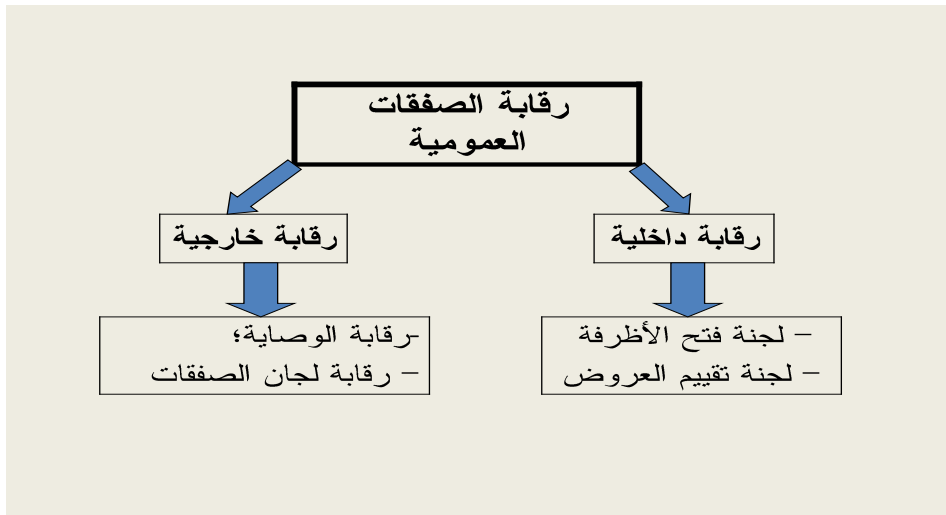 رقابة الصفقات
العمومية
رقابة داخلية
رقابة خارجية
– لجنة فتح الأظرفة
– لجنة تقييم العروض
-رقابة الوصاية؛
– رقابة لجان الصفقات